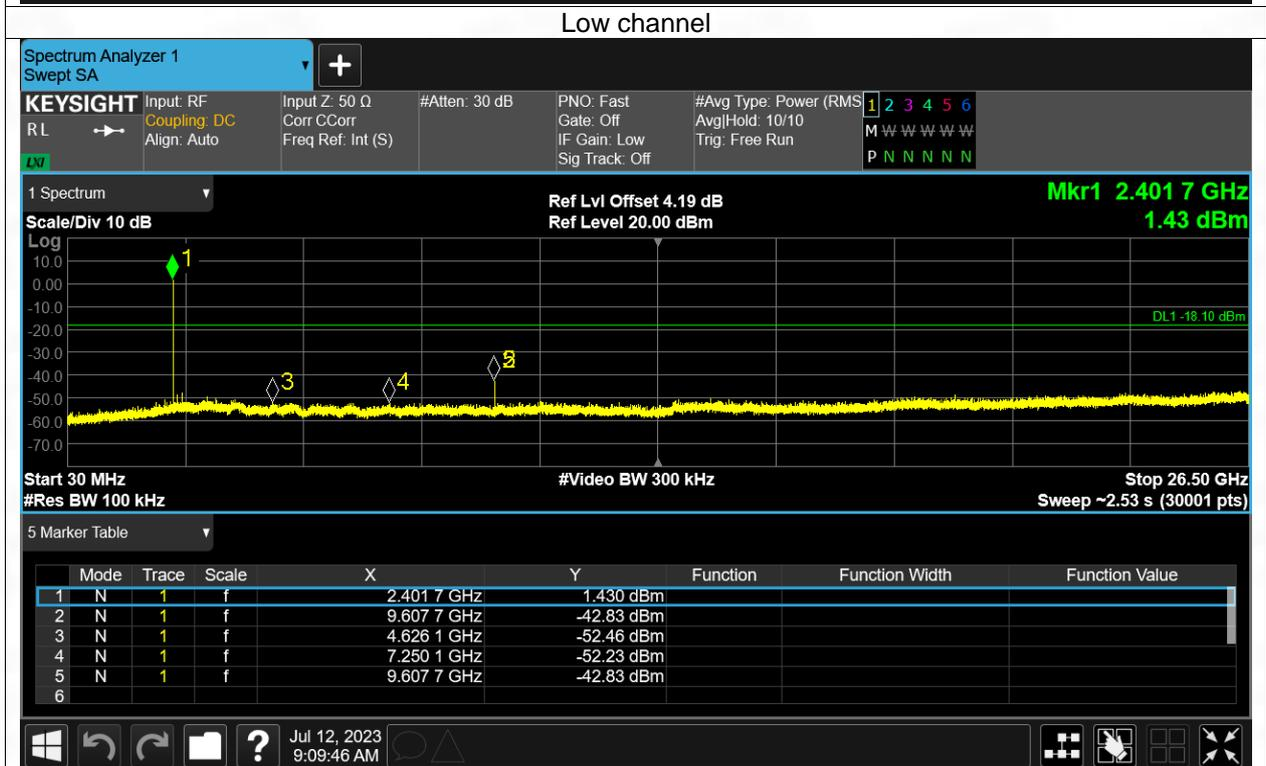 Low channel
Spectrum Analyzer 1
Swept SA
KEYSIGHT
RL
LXI
Input: RF
Coupling: DC
Align: Auto
Input Z: 50 Ω
Corr CCorr
Freq Ref: Int (S)
#Atten: 30 dB
PNO: Fast
Gate: Off
IF Gain: Low
Sig Track: Off
#Avg Type: Power (RMS
Avg|Hold: 10/10
Trig: Free Run
1 2 3 4 5 6
M W W W W W
P N N N N N
1 Spectrum
Scale/Div 10 dB
Ref Lvl Offset 4.19 dB
Ref Level 20.00 dBm
Mkr1 2.401 7 GHz
1.43 dBm
Log
10.0
0.00
-10.0
-20.0
-30.0
-40.0
-50.0
-60.0
-70.0
1
DL1 -18.10 dBm
3
4
Start 30 MHz
#Res BW 100 kHz
#Video BW 300 kHz
Stop 26.50 GHz
Sweep ~2.53 s (30001 pts)
5 Marker Table
Mode Trace Scale X Y Function Function Width Function Value
1 N 1 f 2.401 7 GHz 1.430 dBm
2 N 1 f 9.607 7 GHz -42.83 dBm
3 N 1 f 4.626 1 GHz -52.46 dBm
4 N 1 f 7.250 1 GHz -52.23 dBm
5 N 1 f 9.607 7 GHz -42.83 dBm
6
?
Jul 12, 2023
9:09:46 AM